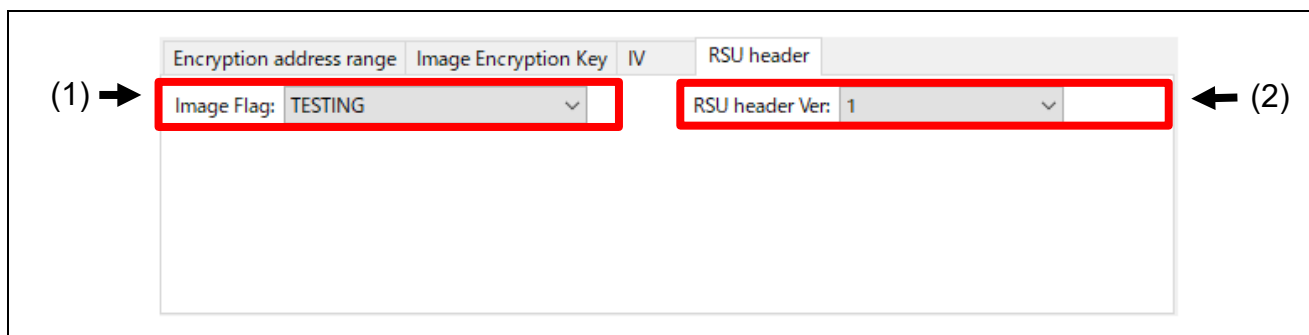 Encryption address range Image Encryption Key IV RSU header
(1) Image Flag: TESTING RSU header Ver: 1 (2)